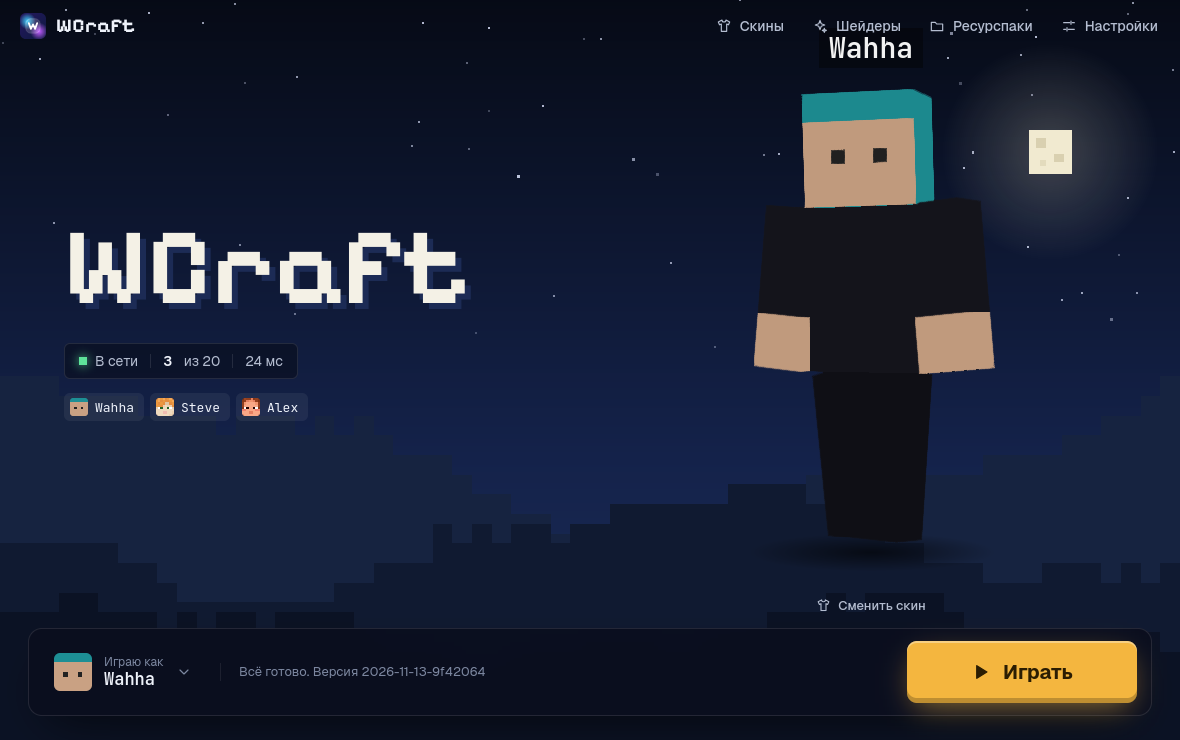 WCraft
Скины
Шейдеры
Ресурспаки
Настройки
Wahha
WCraft
В сети 3 из 20 24 мс
Wahha Steve Alex
Сменить скин
Играю как
Wahha
Всё готово. Версия 2026-11-13-9f42064
Играть